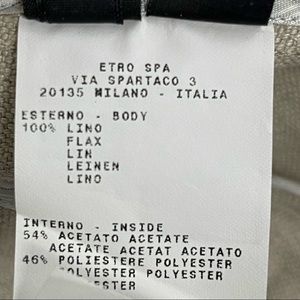 ETRO SPA
VIA SPARTACO 3
20135 MILANO - ITALIA
ESTERNO - BODY
100% LINO
FLAX
LIN
LEINEN
LINO
INTERNO - INSIDE
54% ACETATO ACETATE
ACETATE ACETAT ACETATO
46% POLIESTERE POLYESTER
POLYESTER POLYESTER